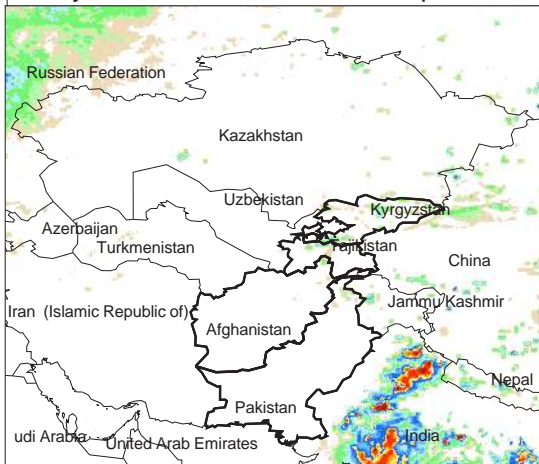 Russian Federation
Kazakhstan
Uzbekistan
Kyrgyzstan
Azerbaijan
Turkmenistan
Tajikistan
China
Iran (Islamic Republic of)
Jammu Kashmir
Afghanistan
Nepal
Pakistan
udi Arabia
United Arab Emirates
India